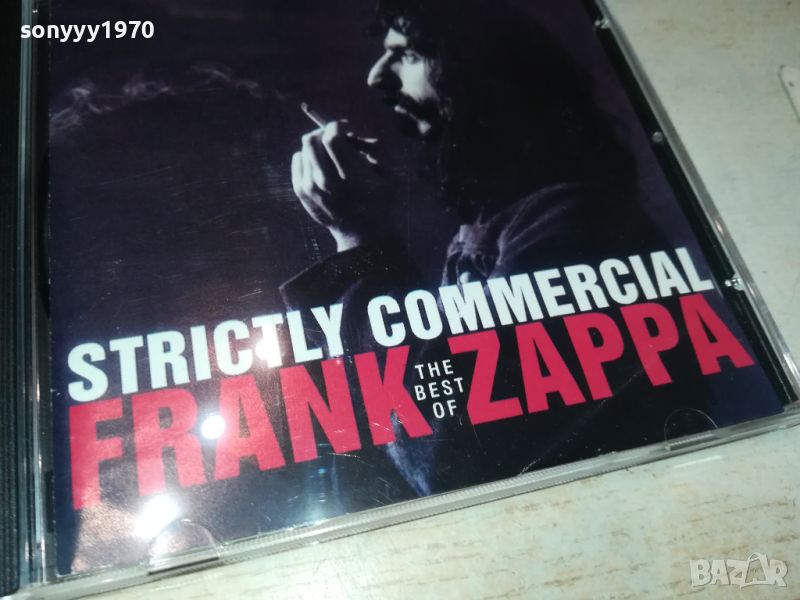 sonyyy1970
STRICTLY COMMERCIAL
FRANK ZAPPA
THE
BEST
OF
BAZAR